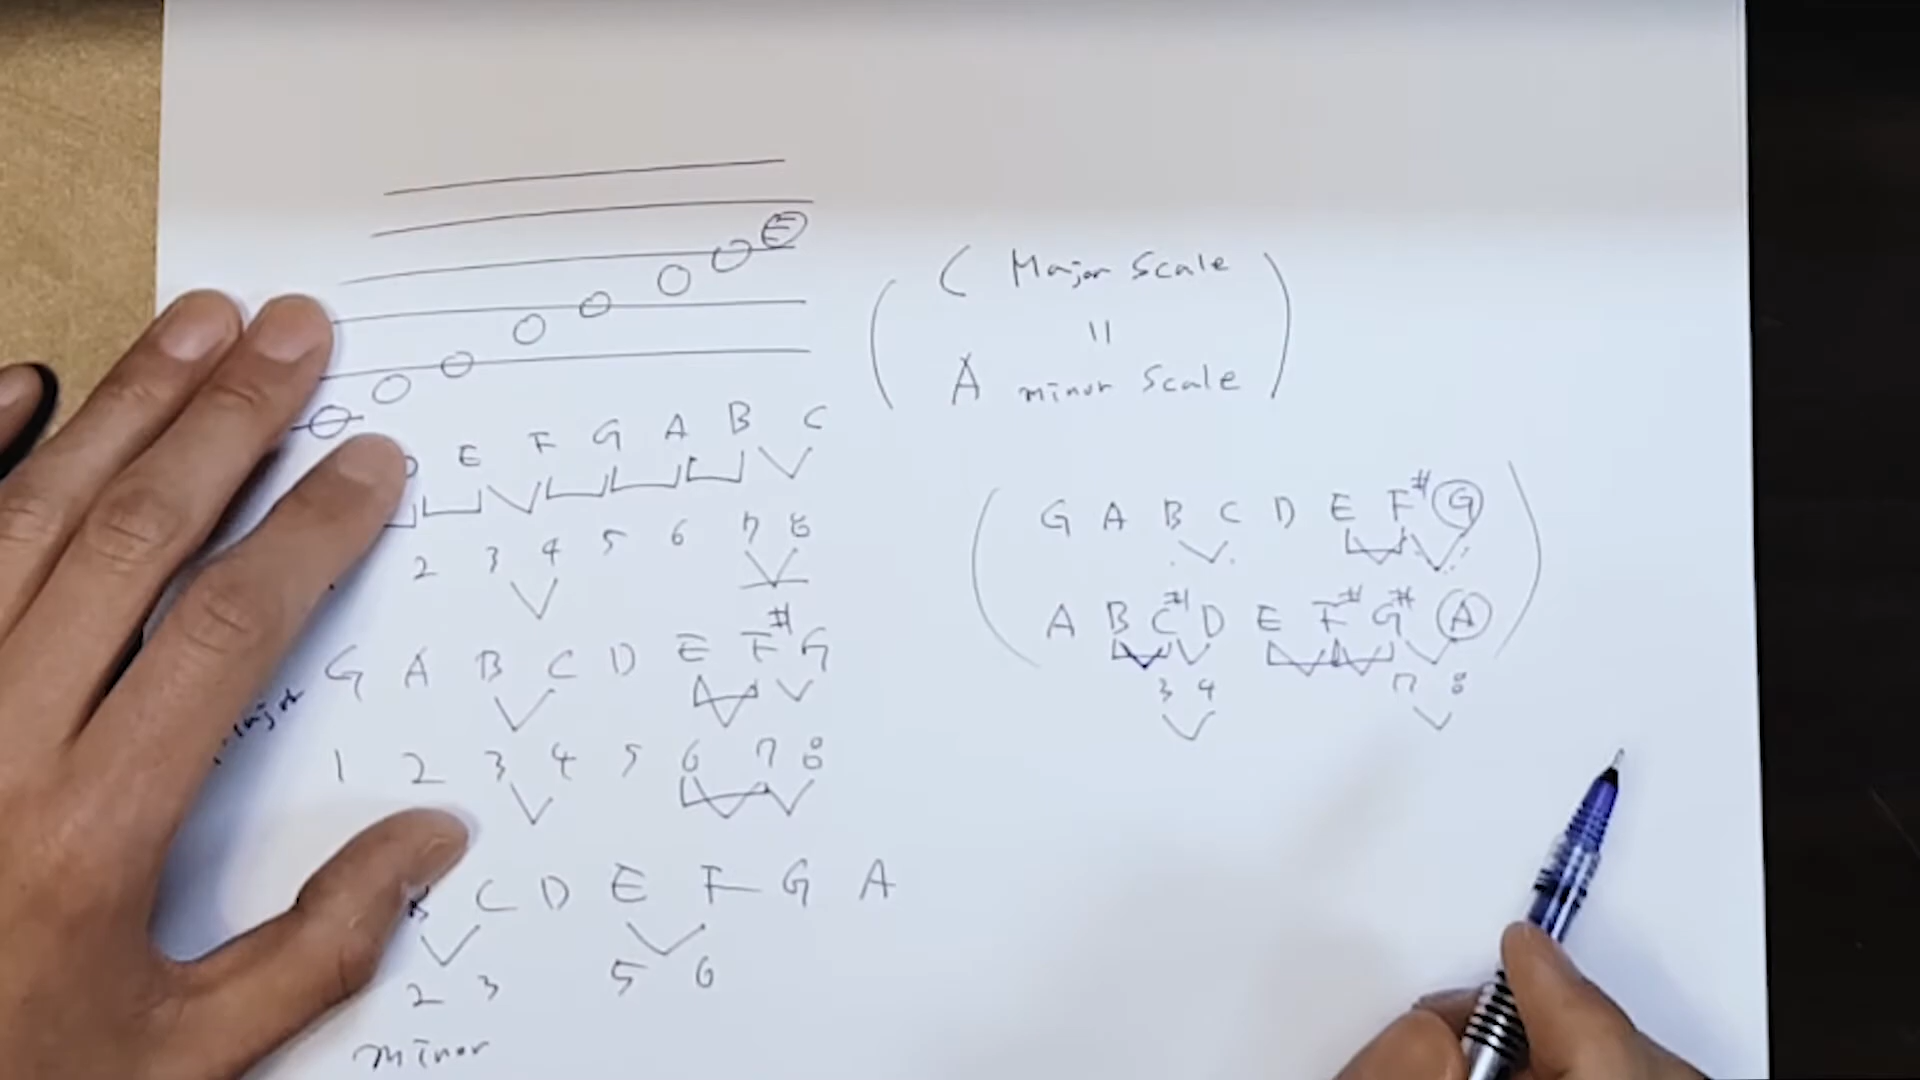 E
D E F G A B C
2 3 4 5 6 7 8
G A B C D E F# G
1 2 3 4 5 6 7 8
B C D E F G A
2 3 5 6
minor
C Major Scale
=
A minor Scale
G A B C D E F# G
A B C# D E F# G# A
3 4 7 8